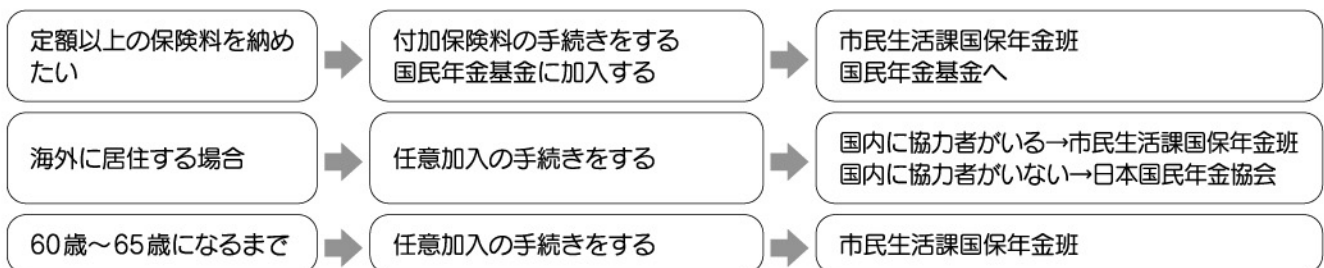 定額以上の保険料を納め
たい
付加保険料の手続きをする
国民年金基金に加入する
市民生活課国保年金班
国民年金基金へ
海外に居住する場合
任意加入の手続きをする
国内に協力者がいる→市民生活課国保年金班
国内に協力者がいない→日本国民年金協会
60歳～65歳になるまで
任意加入の手続きをする
市民生活課国保年金班